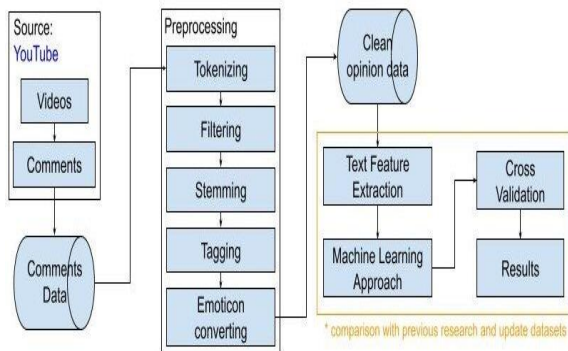 Source:
YouTube
Videos
Comments
Comments
Data
Preprocessing
Tokenizing
Filtering
Stemming
Tagging
Emoticon
converting
Clean
opinion data
Text Feature
Extraction
Machine Learning
Approach
Cross
Validation
Results
* comparison with previous research and update datasets